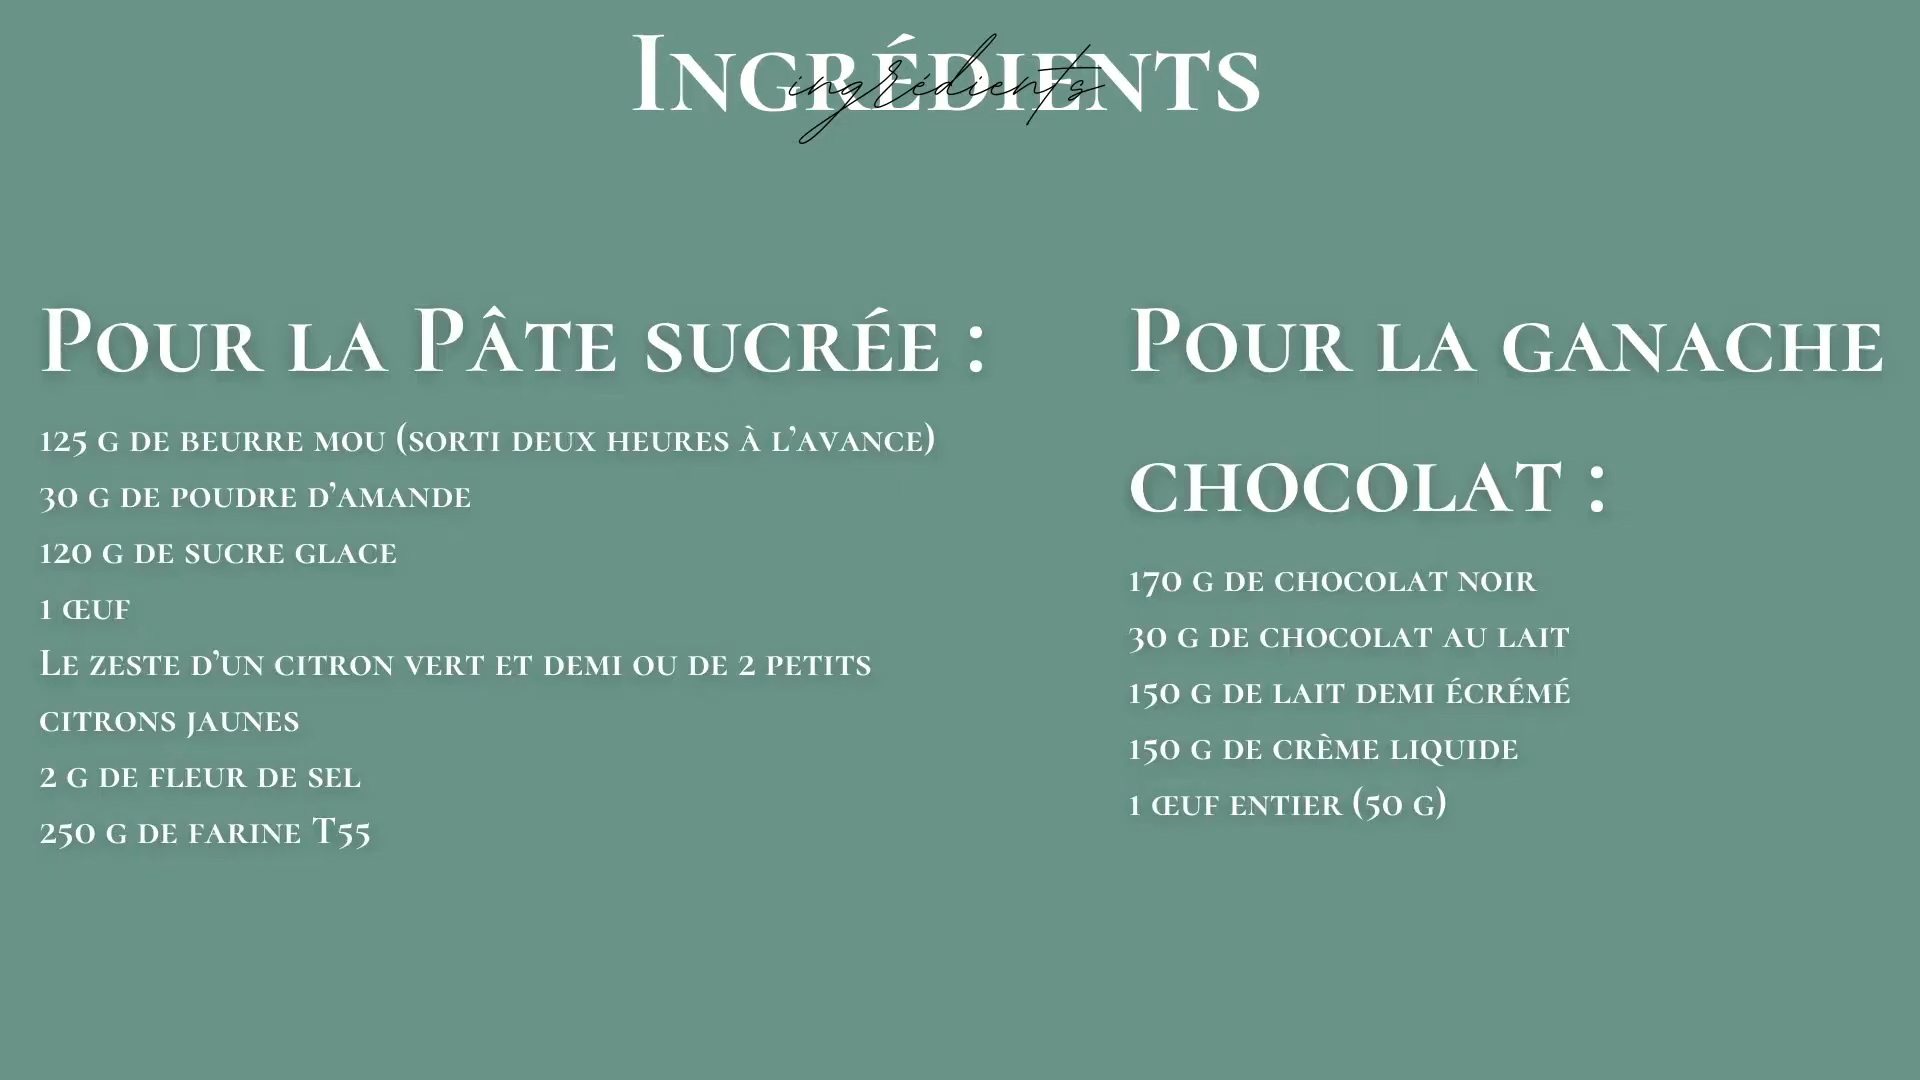 Ingrédients
ingrédients
Pour la Pâte sucrée :
125 g de beurre mou (sorti deux heures à l’avance)
30 g de poudre d’amande
120 g de sucre glace
1 œuf
Le zeste d’un citron vert et demi ou de 2 petits
citrons jaunes
2 g de fleur de sel
250 g de farine T55
Pour la ganache
chocolat :
170 g de chocolat noir
30 g de chocolat au lait
150 g de lait demi écrémé
150 g de crème liquide
1 œuf entier (50 g)